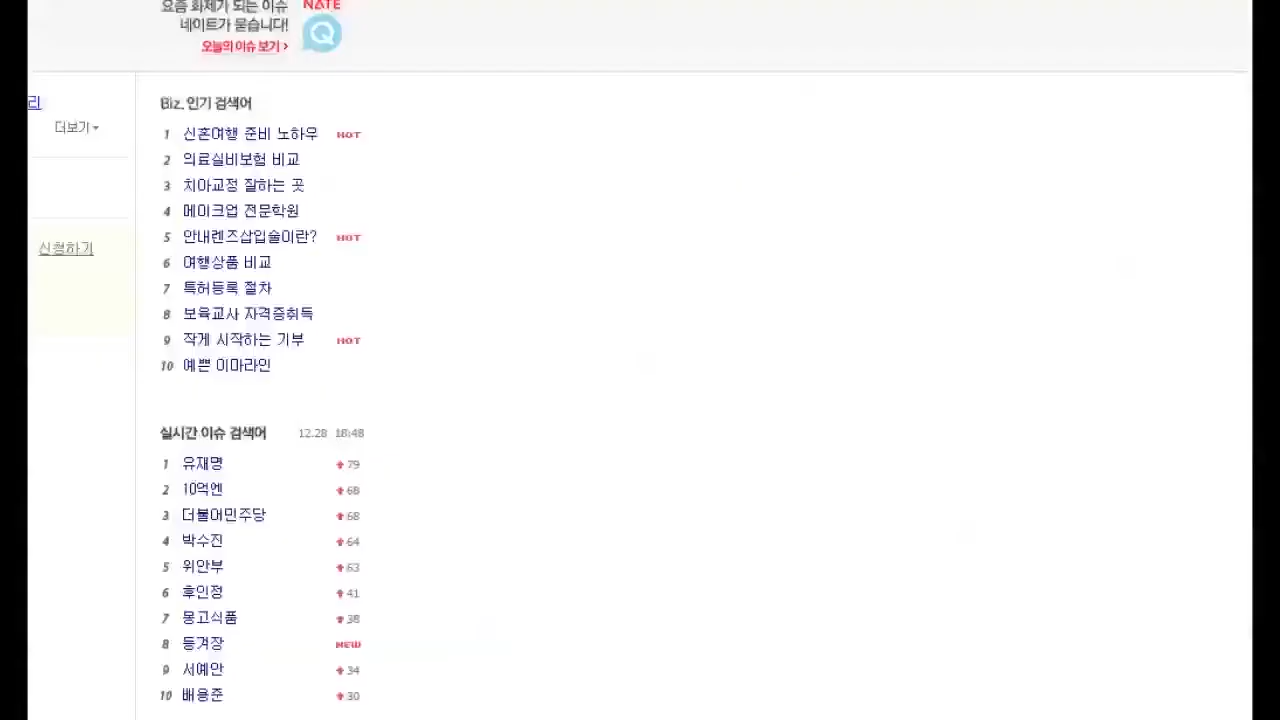 요즘 화제가 되는 이슈
네이트가 묻습니다!
오늘의 이슈 보기 >
NATE
Q
리
더보기
신청하기
Biz. 인기 검색어
1 신혼여행 준비 노하우 HOT
2 의료실비보험 비교
3 치아교정 잘하는 곳
4 메이크업 전문학원
5 안내렌즈삽입술이란? HOT
6 여행상품 비교
7 특허등록 절차
8 보육교사 자격증취득
9 작게 시작하는 기부 HOT
10 예쁜 이마라인
실시간 이슈 검색어 12.28 18:48
1 유재명 79
2 10억엔 68
3 더불어민주당 68
4 박수진 64
5 위안부 63
6 후인정 41
7 몽고식품 38
8 등겨장 NEW
9 서예안 34
10 배용준 30